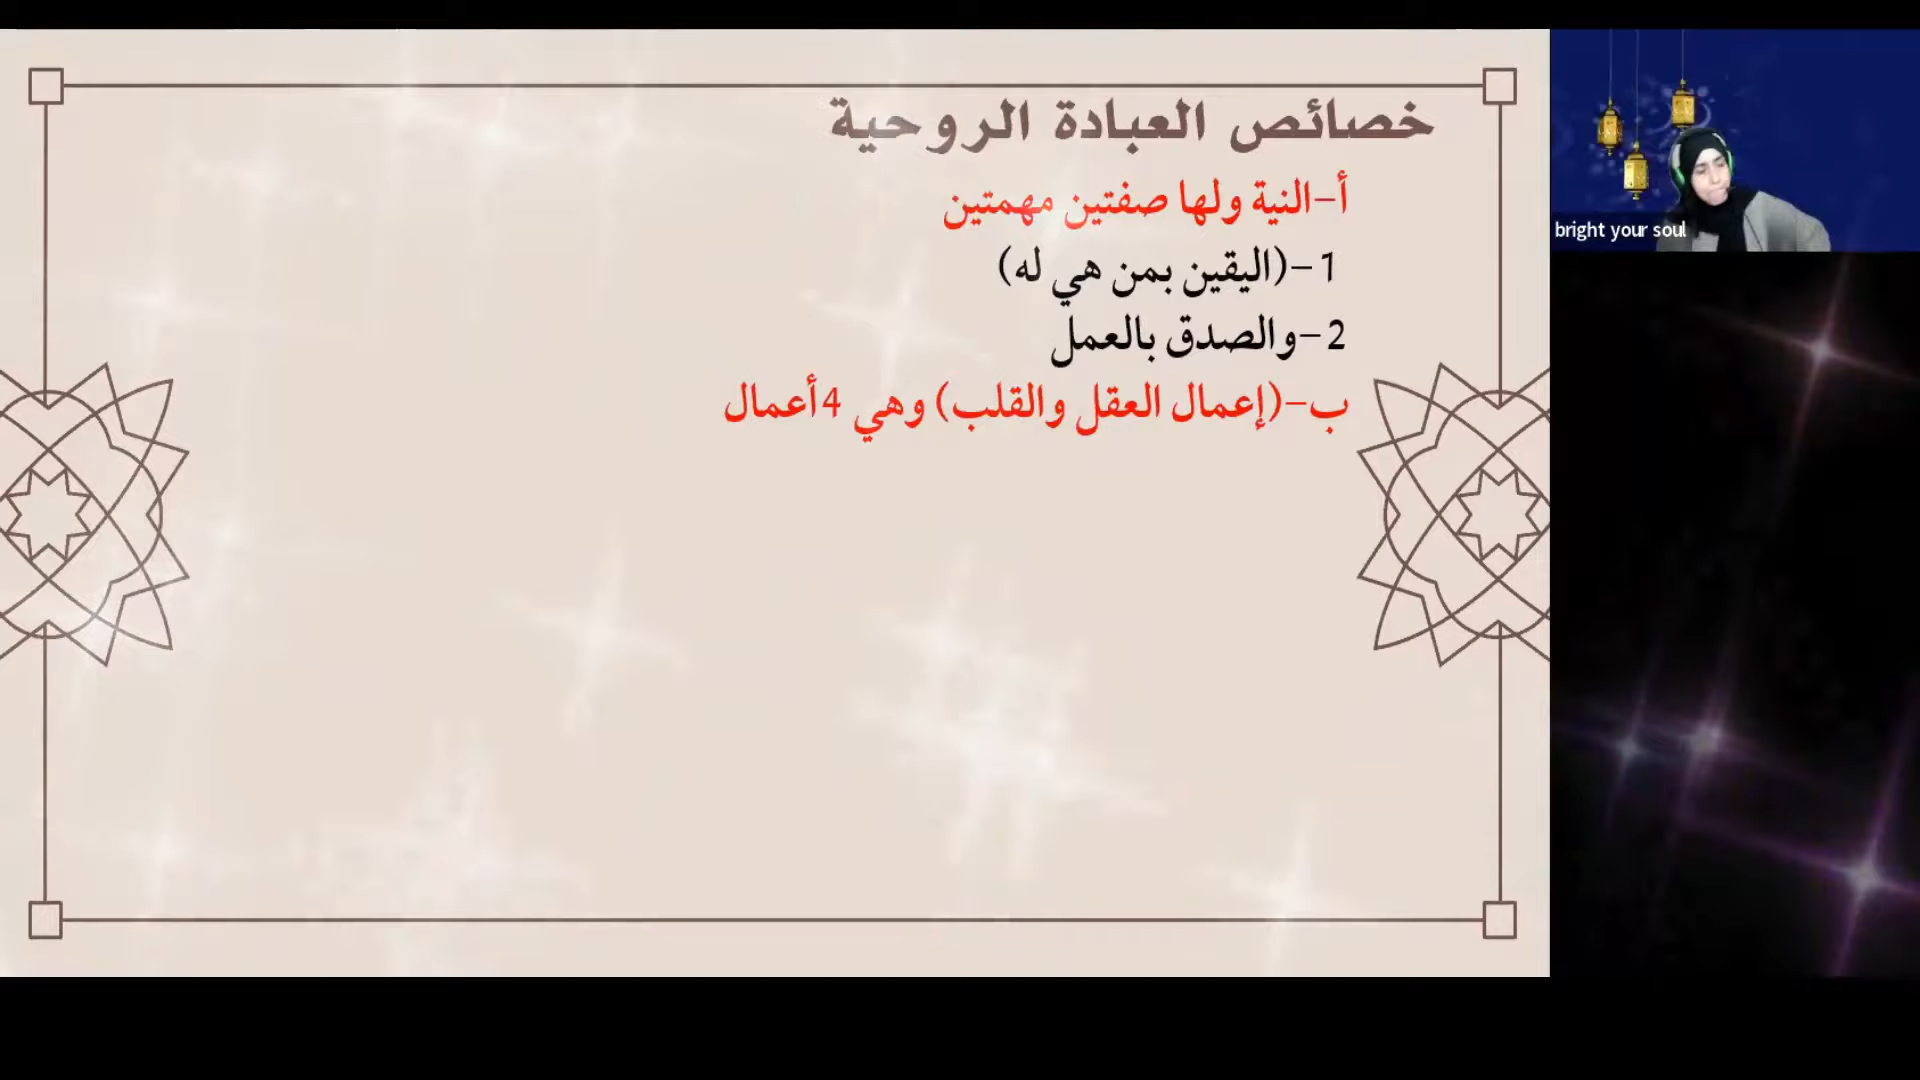 خصائص العبادة الروحية
أ-النية ولها صفتين مهمتين
1-(اليقين بمن هي له)
2-والصدق بالعمل
ب-(إعمال العقل والقلب) وهي 4أعمال
bright your soul